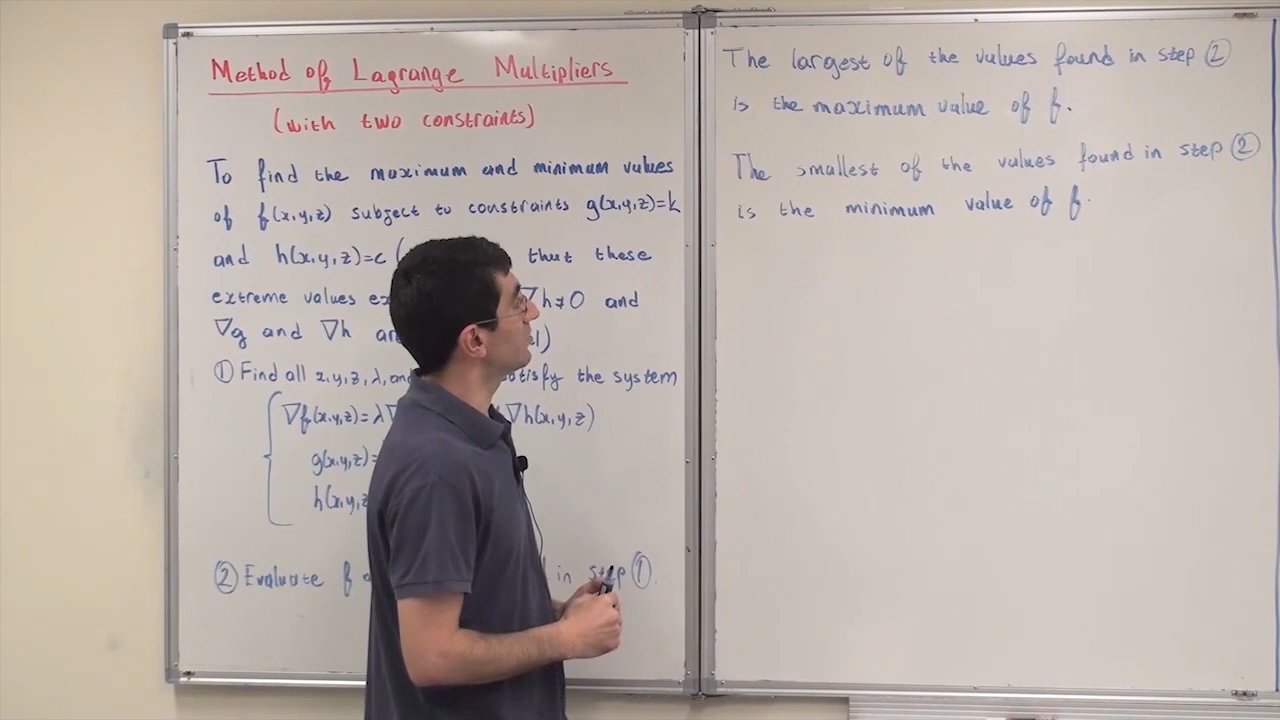 Method of Lagrange Multipliers
(with two constraints)
To find the maximum and minimum values
of f(x,y,z) subject to constraints g(x,y,z)=k
and h(x,y,z)=c ( that these
extreme values ∇h≠0 and
∇g and ∇h
① Find all x,y,z,λ, the system
∇f(x,y,z)=λ ∇h(x,y,z)
g(x,y,z)=
h(x,y,z
② Evaluate f in step ①.
The largest of the values found in step ②
is the maximum value of f.
The smallest of the values found in step ②
is the minimum value of f.